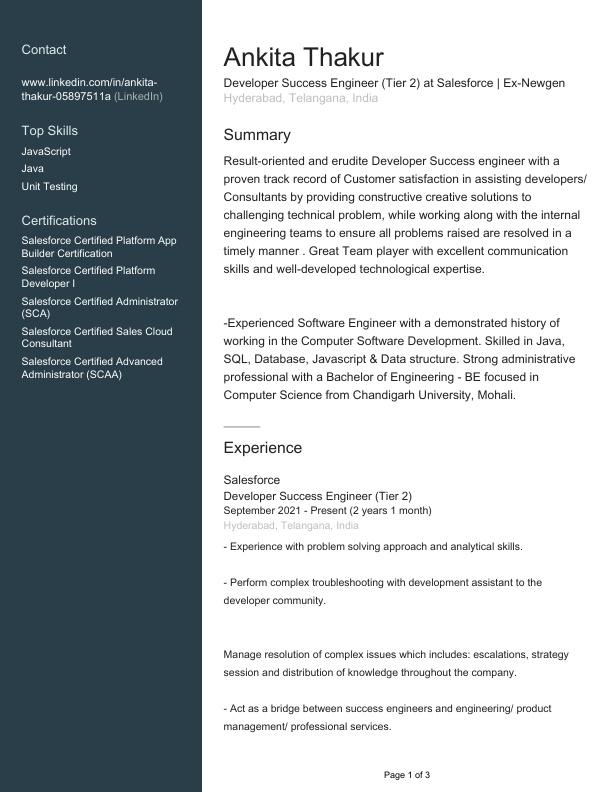 Contact
www.linkedin.com/in/ankita-
thakur-05897511a (LinkedIn)
Top Skills
JavaScript
Java
Unit Testing
Certifications
Salesforce Certified Platform App
Builder Certification
Salesforce Certified Platform
Developer I
Salesforce Certified Administrator
(SCA)
Salesforce Certified Sales Cloud
Consultant
Salesforce Certified Advanced
Administrator (SCAA)
Ankita Thakur
Developer Success Engineer (Tier 2) at Salesforce | Ex-Newgen
Hyderabad, Telangana, India
Summary
Result-oriented and erudite Developer Success engineer with a
proven track record of Customer satisfaction in assisting developers/
Consultants by providing constructive creative solutions to
challenging technical problem, while working along with the internal
engineering teams to ensure all problems raised are resolved in a
timely manner . Great Team player with excellent communication
skills and well-developed technological expertise.
-Experienced Software Engineer with a demonstrated history of
working in the Computer Software Development. Skilled in Java,
SQL, Database, Javascript & Data structure. Strong administrative
professional with a Bachelor of Engineering - BE focused in
Computer Science from Chandigarh University, Mohali.
Experience
Salesforce
Developer Success Engineer (Tier 2)
September 2021 - Present (2 years 1 month)
Hyderabad, Telangana, India
- Experience with problem solving approach and analytical skills.
- Perform complex troubleshooting with development assistant to the
developer community.
Manage resolution of complex issues which includes: escalations, strategy
session and distribution of knowledge throughout the company.
- Act as a bridge between success engineers and engineering/ product
management/ professional services.
Page 1 of 3